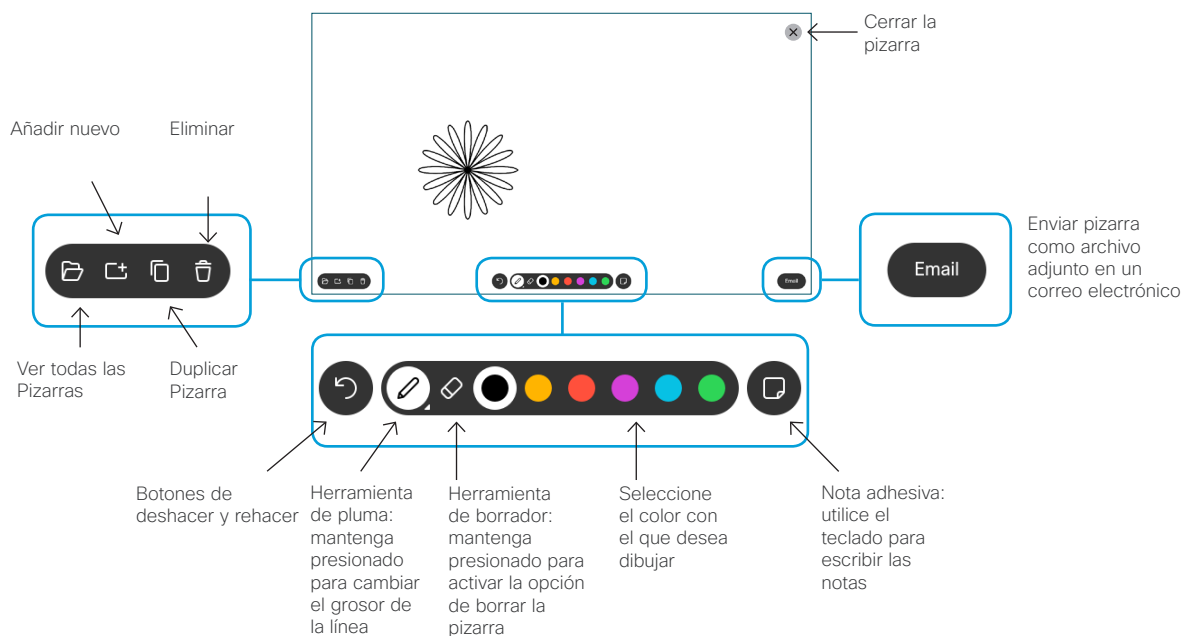 Cerrar la
pizarra
Añadir nuevo
Eliminar
Ver todas las
Pizarras
Duplicar
Pizarra
Email
Email
Enviar pizarra
como archivo
adjunto en un
correo electrónico
Botones de
deshacer y rehacer
Herramienta
de pluma:
mantenga
presionado
para cambiar
el grosor de
la línea
Herramienta
de borrador:
mantenga
presionado para
activar la opción
de borrar la
pizarra
Seleccione
el color con
el que desea
dibujar
Nota adhesiva:
utilice el
teclado para
escribir las
notas